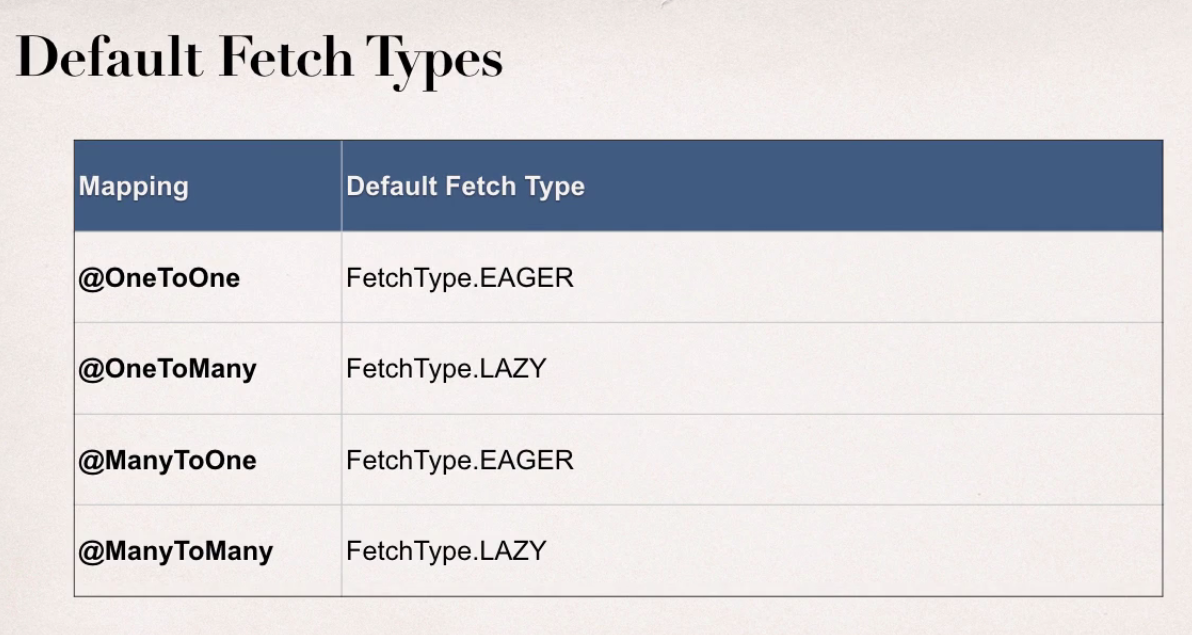 Default Fetch Types
Mapping Default Fetch Type
@OneToOne FetchType.EAGER
@OneToMany FetchType.LAZY
@ManyToOne FetchType.EAGER
@ManyToMany FetchType.LAZY